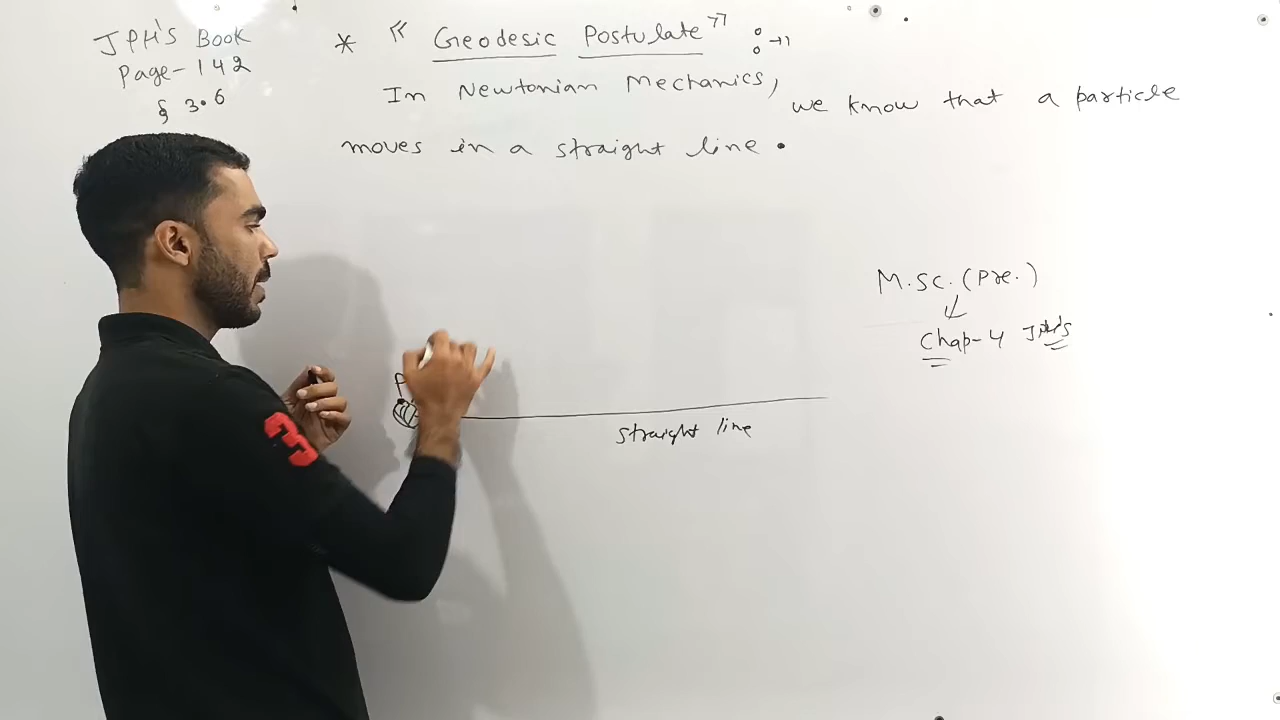 JPH's Book
Page-142
§ 3.6
* "Geodesic Postulate" :→
In Newtonian Mechanics, we know that a particle
moves in a straight line.
M.SC. (Pre.)
Chap-4 JPH's
P
straight line
3